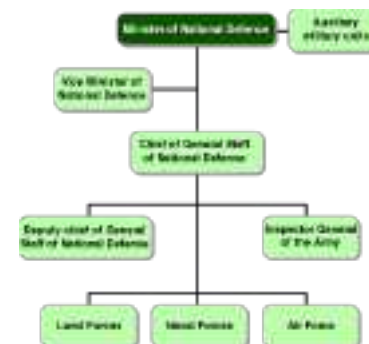 Minister of National Defence
Auxiliary
military units
Vice Minister of
National Defence
Chief of General Staff
of National Defence
Deputy chief of General
Staff of National Defence
Inspector General
of the Army
Land Forces
Naval Forces
Air Force